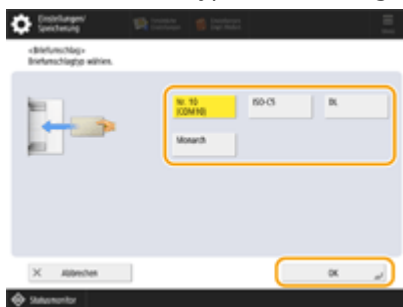 Einstellungen/
Speicherung
<Briefumschlag>
Briefumschlagtyp wählen.
Nr. 10
(COM10)
ISO-C5
DL
Monarch
Abbrechen
OK
Statusmonitor